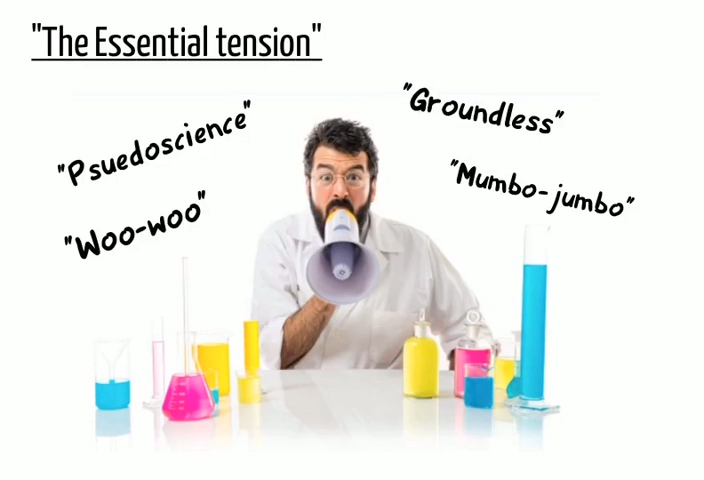 "The Essential tension"
"Groundless"
"Psuedoscience"
"Mumbo-jumbo"
"Woo-woo"